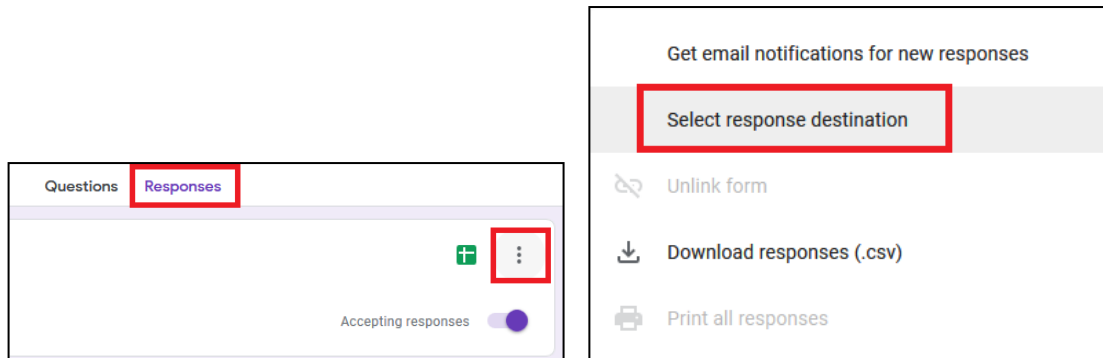 Questions Responses
Accepting responses
Get email notifications for new responses
Select response destination
Unlink form
Download responses (.csv)
Print all responses